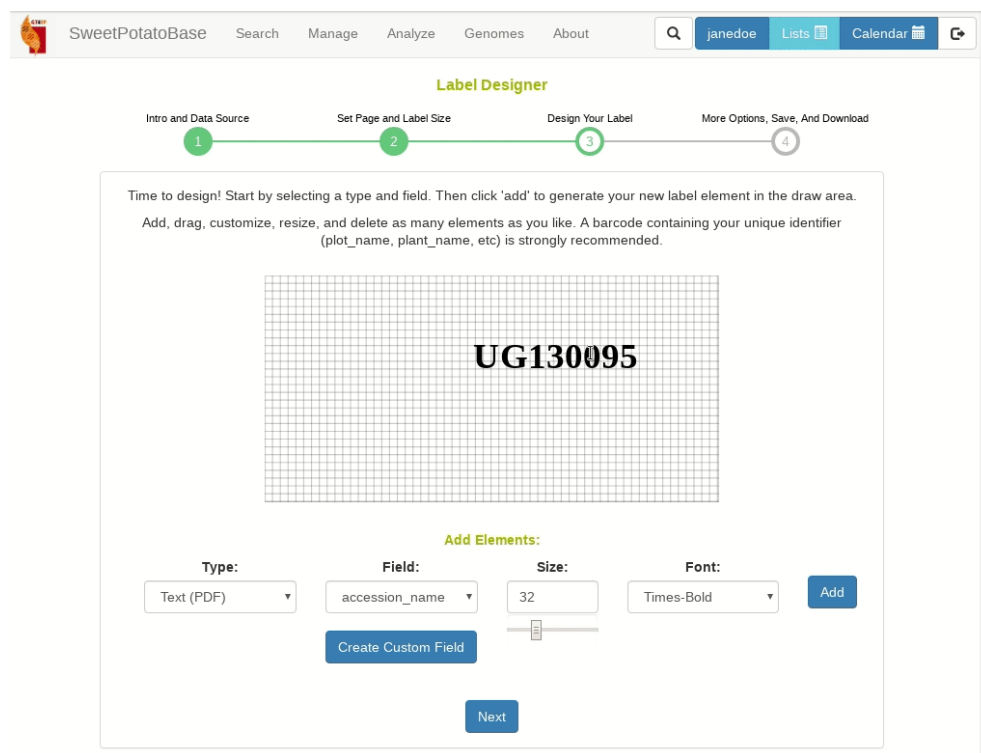 SweetPotatoBase Search Manage Analyze Genomes About janedoe Lists Calendar
Label Designer
Intro and Data Source Set Page and Label Size Design Your Label More Options, Save, And Download
1 2 3 4
Time to design! Start by selecting a type and field. Then click 'add' to generate your new label element in the draw area.
Add, drag, customize, resize, and delete as many elements as you like. A barcode containing your unique identifier
(plot_name, plant_name, etc) is strongly recommended.
UG130095
Add Elements:
Type: Field: Size: Font:
Text (PDF) accession_name 32 Times-Bold Add
Create Custom Field
Next